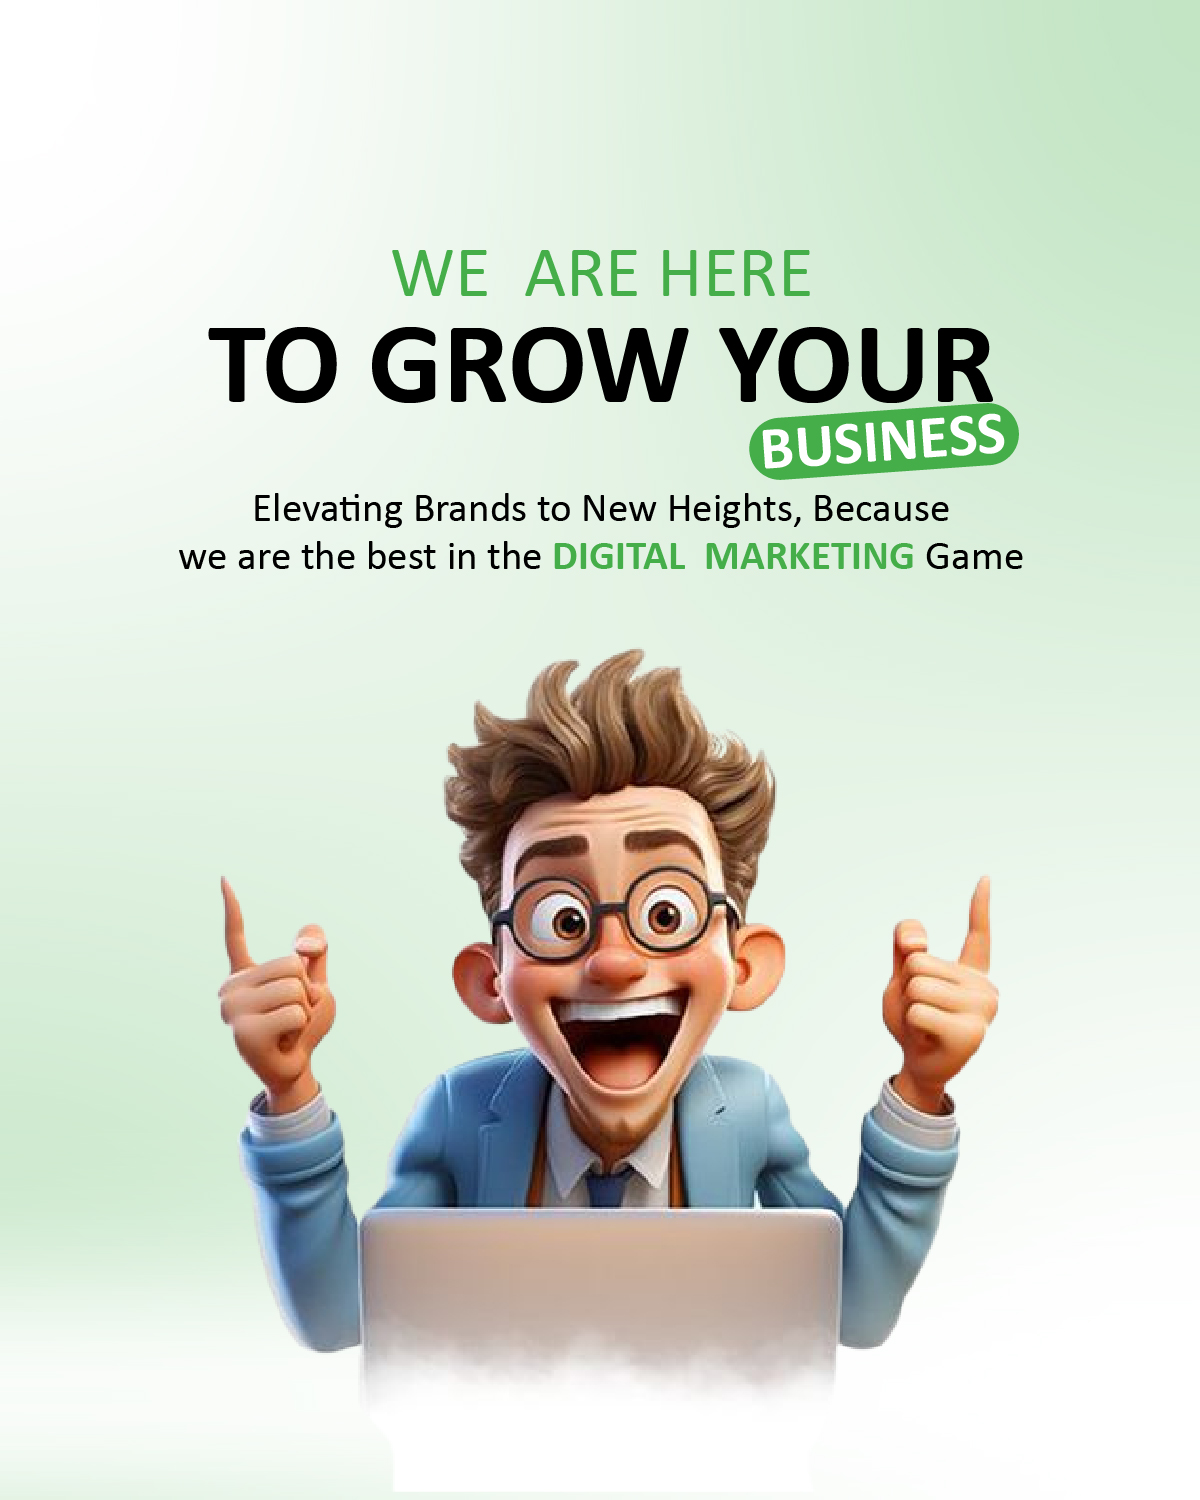 WE ARE HERE
TO GROW YOUR
BUSINESS
Elevating Brands to New Heights, Because
we are the best in the DIGITAL MARKETING Game